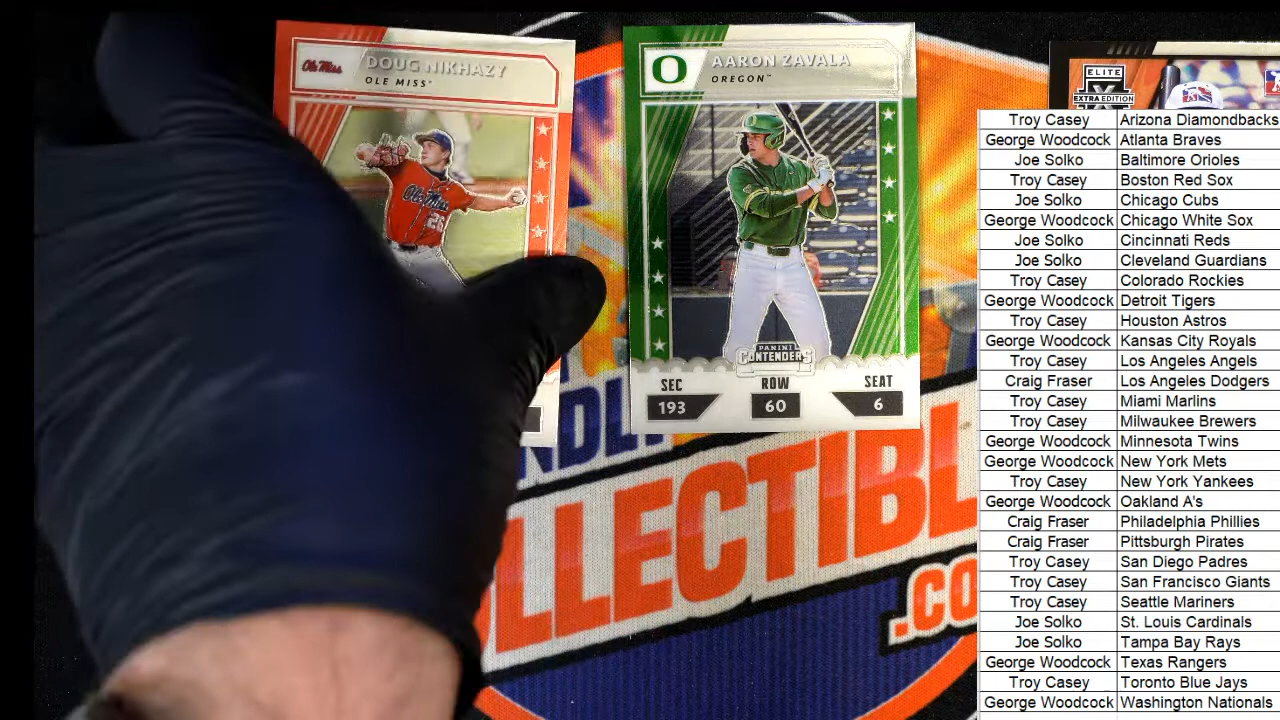 Ole Miss
DOUG NIKHAZY
OLE MISS
Ole Miss
26
O
AARON ZAVALA
OREGON™
PANINI
CONTENDERS
SEC
ROW
SEAT
193
60
6
ELITE
EXTRA EDITION
LLECTIBL
.CO
Troy Casey Arizona Diamondbacks
George Woodcock Atlanta Braves
Joe Solko Baltimore Orioles
Troy Casey Boston Red Sox
Joe Solko Chicago Cubs
George Woodcock Chicago White Sox
Joe Solko Cincinnati Reds
Joe Solko Cleveland Guardians
Troy Casey Colorado Rockies
George Woodcock Detroit Tigers
Troy Casey Houston Astros
George Woodcock Kansas City Royals
Troy Casey Los Angeles Angels
Craig Fraser Los Angeles Dodgers
Troy Casey Miami Marlins
Troy Casey Milwaukee Brewers
George Woodcock Minnesota Twins
George Woodcock New York Mets
Troy Casey New York Yankees
George Woodcock Oakland A's
Craig Fraser Philadelphia Phillies
Craig Fraser Pittsburgh Pirates
Troy Casey San Diego Padres
Troy Casey San Francisco Giants
Troy Casey Seattle Mariners
Joe Solko St. Louis Cardinals
Joe Solko Tampa Bay Rays
George Woodcock Texas Rangers
Troy Casey Toronto Blue Jays
George Woodcock Washington Nationals